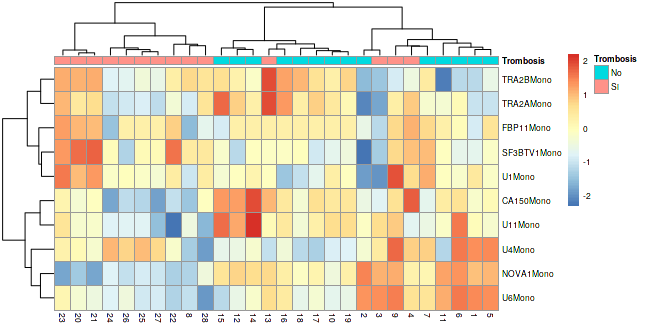 Trombosis
TRA2BMono
TRA2AMono
FBP11Mono
SF3BTV1Mono
U1Mono
CA150Mono
U11Mono
U4Mono
NOVA1Mono
U6Mono
23 20 21 24 26 25 27 22 8 28 15 12 14 13 16 18 17 10 19 2 3 9 4 7 11 6 1 5
2
1
0
-1
-2
Trombosis
No
SI